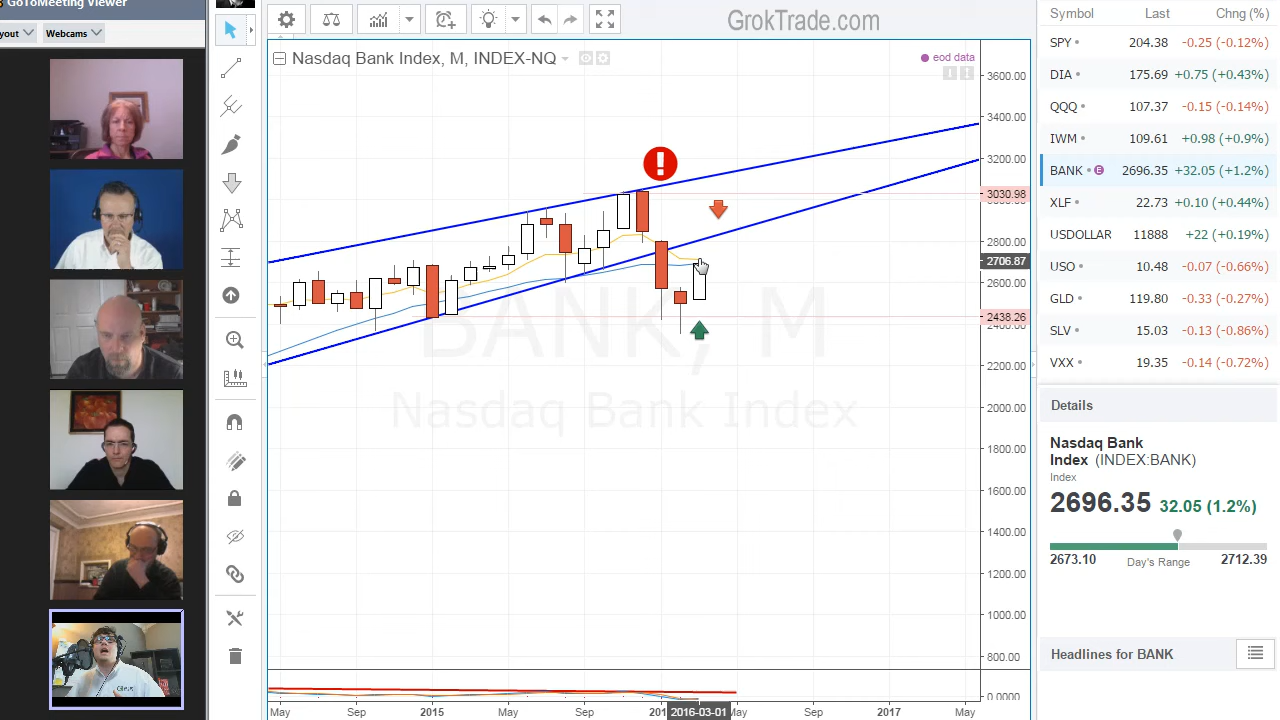 GoToMeeting Viewer
yout
Webcams
GrokTrade.com
Nasdaq Bank Index, M, INDEX-NQ
eod data
BANK, M
Nasdaq Bank Index
3600.00
3400.00
3200.00
3030.98
2800.00
2706.87
2600.00
2438.26
2400.00
2200.00
2000.00
1800.00
1600.00
1400.00
1200.00
1000.00
800.00
0.0000
May
Sep
2015
May
Sep
201
2016-03-01
May
Sep
2017
May
Symbol Last Chng (%)
SPY 204.38 -0.25 (-0.12%)
DIA 175.69 +0.75 (+0.43%)
QQQ 107.37 -0.15 (-0.14%)
IWM 109.61 +0.98 (+0.9%)
BANK E 2696.35 +32.05 (+1.2%)
XLF 22.73 +0.10 (+0.44%)
USDOLLAR 11888 +22 (+0.19%)
USO 10.48 -0.07 (-0.66%)
GLD 119.80 -0.33 (-0.27%)
SLV 15.03 -0.13 (-0.86%)
VXX 19.35 -0.14 (-0.72%)
Details
Nasdaq Bank
Index (INDEX:BANK)
Index
2696.35 32.05 (1.2%)
2673.10 Day's Range 2712.39
Headlines for BANK